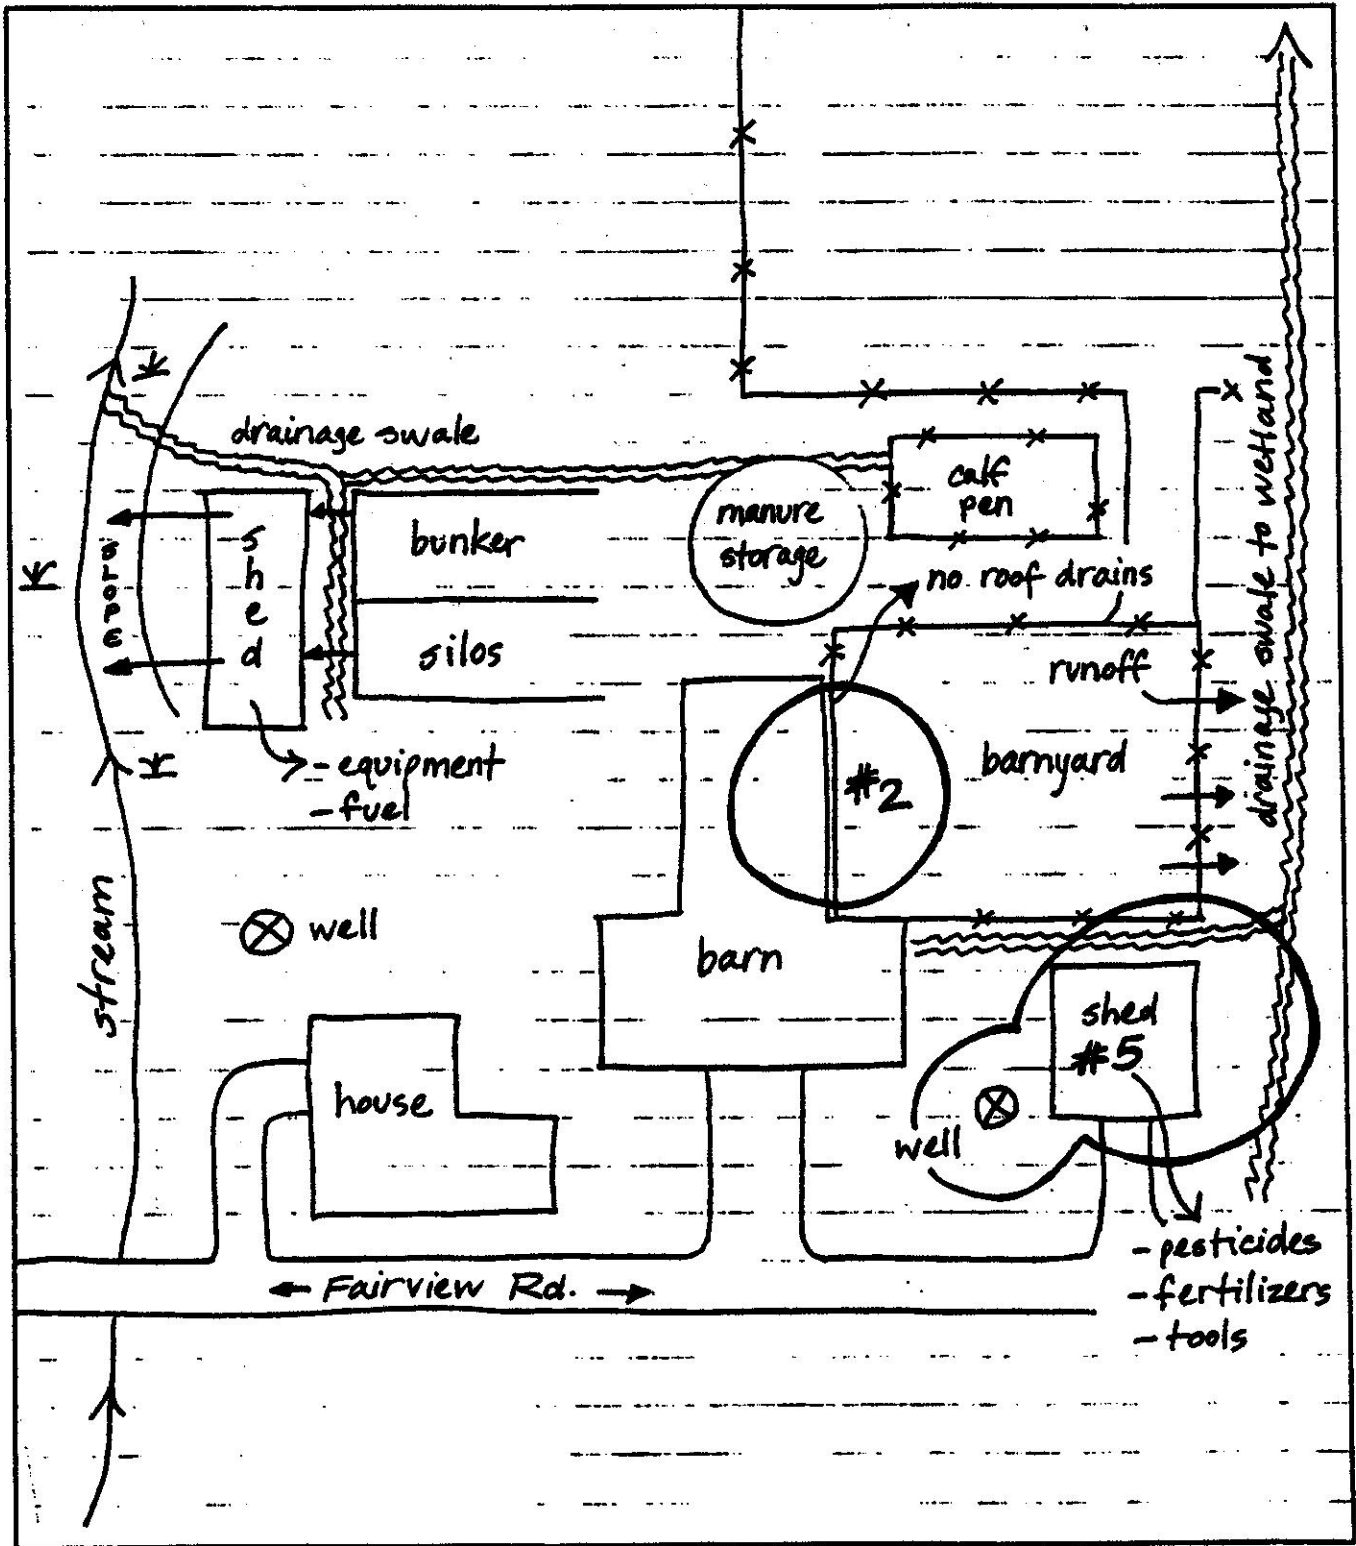 drainage swale
calf
pen
manure
storage
bunker
shed
slope
no roof drains
silos
runoff
drainage swale to wetland
- equipment
- fuel
#2
barnyard
stream
well
barn
shed
#5
house
well
- pesticides
- fertilizers
- tools
← Fairview Rd. →